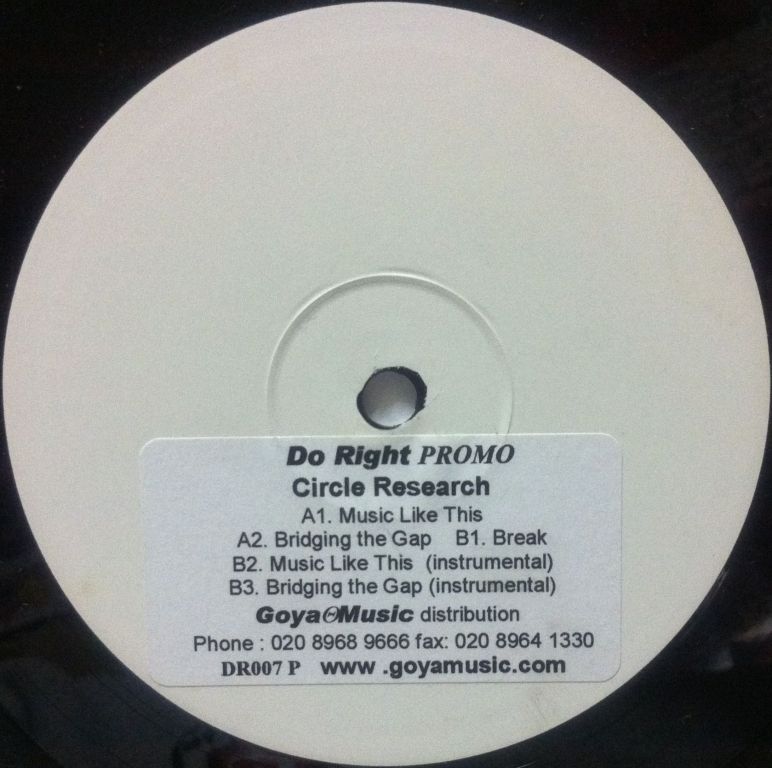 Do Right PROMO
Circle Research
A1. Music Like This
A2. Bridging the Gap B1. Break
B2. Music Like This (instrumental)
B3. Bridging the Gap (instrumental)
GoyaΘMusic distribution
Phone : 020 8968 9666 fax: 020 8964 1330
DR007 P www .goyamusic.com